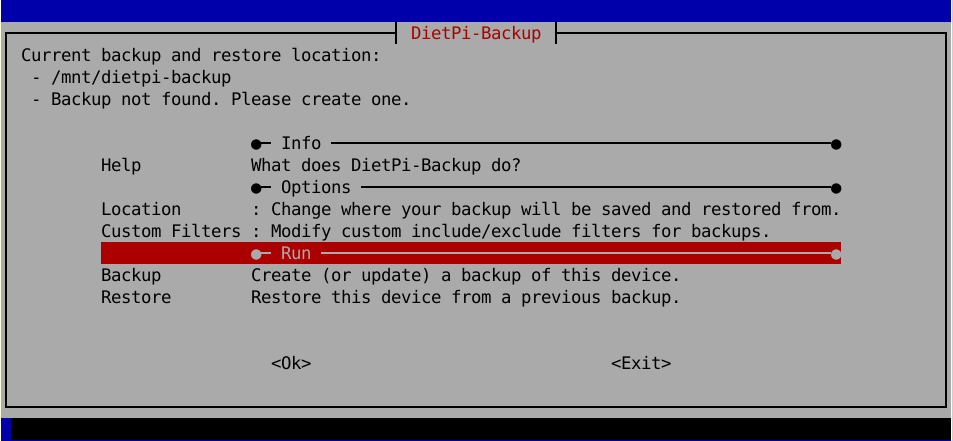 DietPi-Backup
Current backup and restore location:
- /mnt/dietpi-backup
- Backup not found. Please create one.
Info
Help What does DietPi-Backup do?
Options
Location : Change where your backup will be saved and restored from.
Custom Filters : Modify custom include/exclude filters for backups.
Run
Backup Create (or update) a backup of this device.
Restore Restore this device from a previous backup.
<Ok> <Exit>